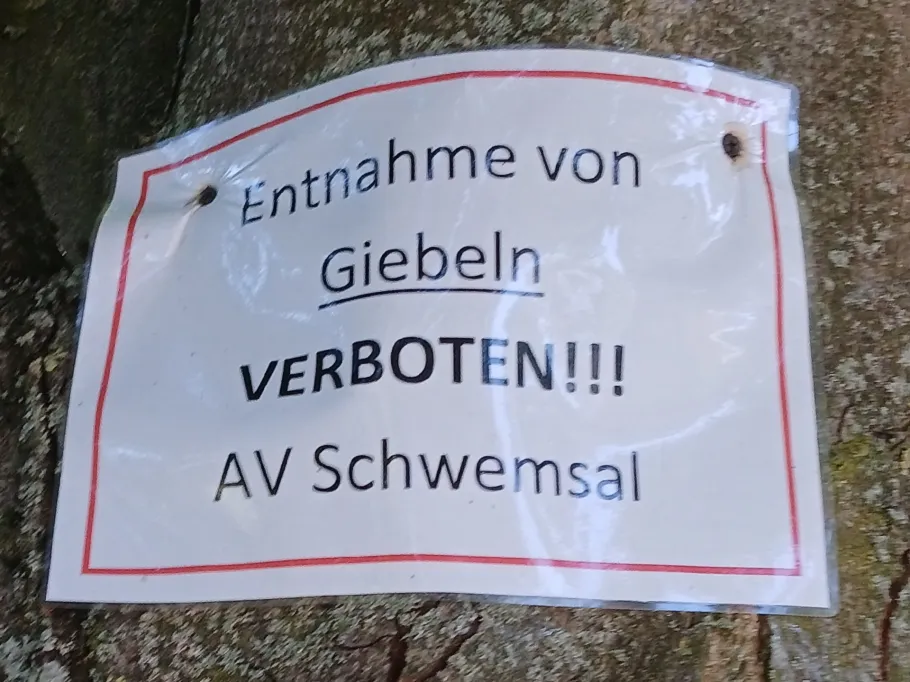 Entnahme von
Giebeln
VERBOTEN!!!
AV Schwemsal